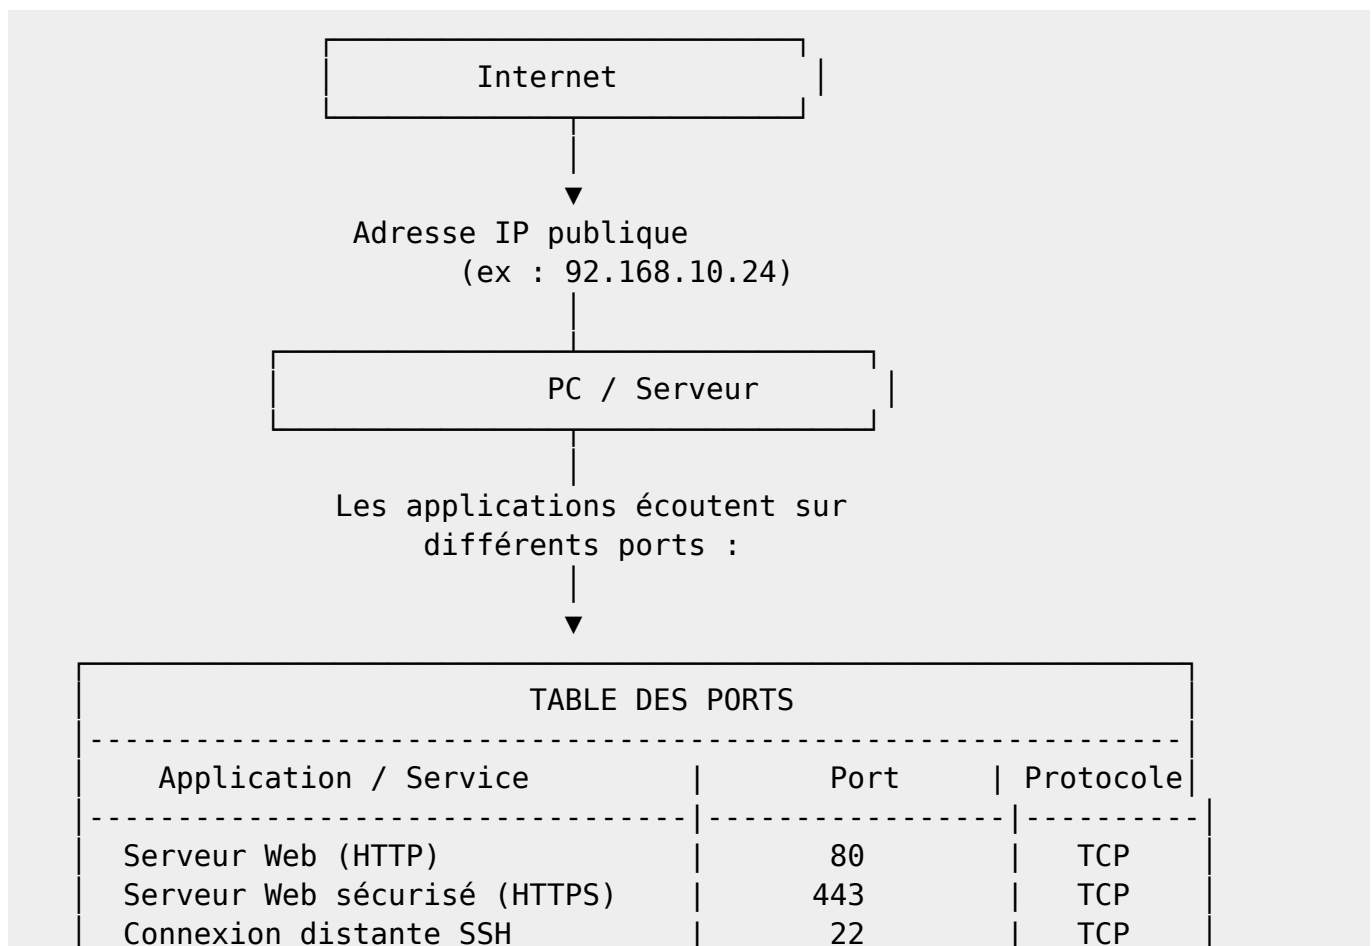 Internet
Adresse IP publique
(ex : 92.168.10.24)
PC / Serveur
Les applications écoutent sur
différents ports :
TABLE DES PORTS
Application / Service | Port | Protocole
Serveur Web (HTTP) | 80 | TCP
Serveur Web sécurisé (HTTPS) | 443 | TCP
Connexion distante SSH | 22 | TCP